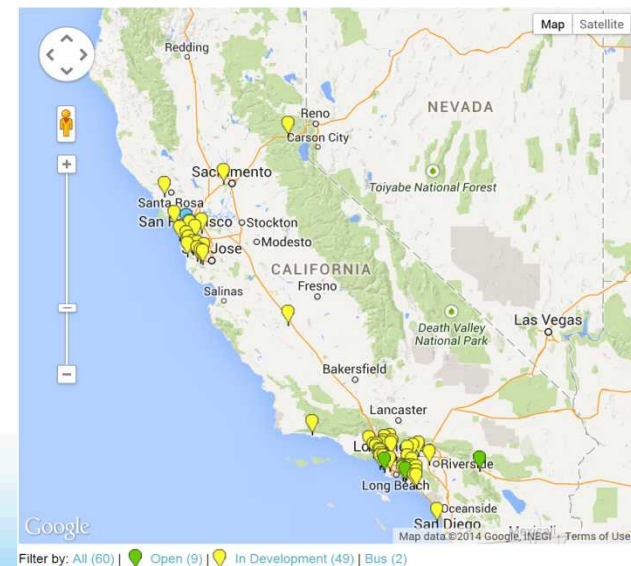 Map Satellite
Redding
NEVADA
Reno
Carson City
Sacramento
Toiyabe National Forest
Santa Rosa
San Francisco
Stockton
Modesto
Jose
CALIFORNIA
Fresno
Salinas
Death Valley
National Park
Las Vegas
Bakersfield
Lancaster
Riverside
Long Beach
Oceanside
San Diego
Google
Map data ©2014 Google, INEGI Terms of Use
Filter by: All (60) | Open (9) | In Development (49) | Bus (2)